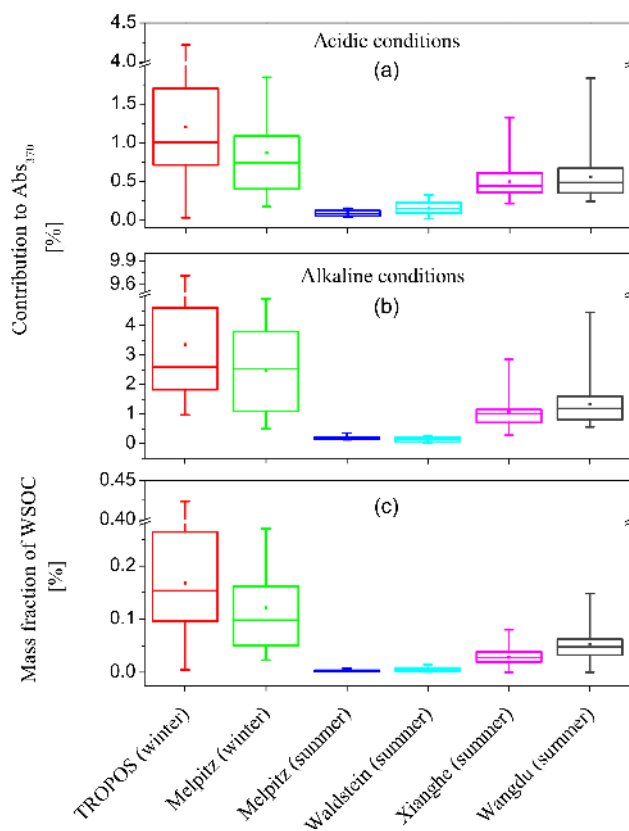 4.5
4.0
1.5
1.0
0.5
0.0
Acidic conditions
(a)
Contribution to Abs₃₇₀
[%]
9.9
9.6
4
3
2
1
0
Alkaline conditions
(b)
0.45
0.40
0.2
0.1
0.0
(c)
Mass fraction of WSOC
[%]
TROPOS (winter)
Melpitz (winter)
Melpitz (summer)
Waldstein (summer)
Xianghe (summer)
Wangdu (summer)